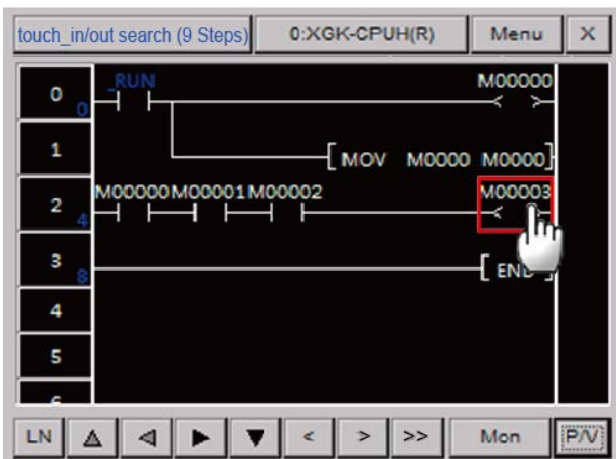 touch_in/out search (9 Steps) 0:XGK-CPUH(R) Menu X
0 0 _RUN M00000
1 MOV M0000 M0000
2 4 M00000 M00001 M00002 M00003
3 8 END
4
5
LN < > >> Mon P/V